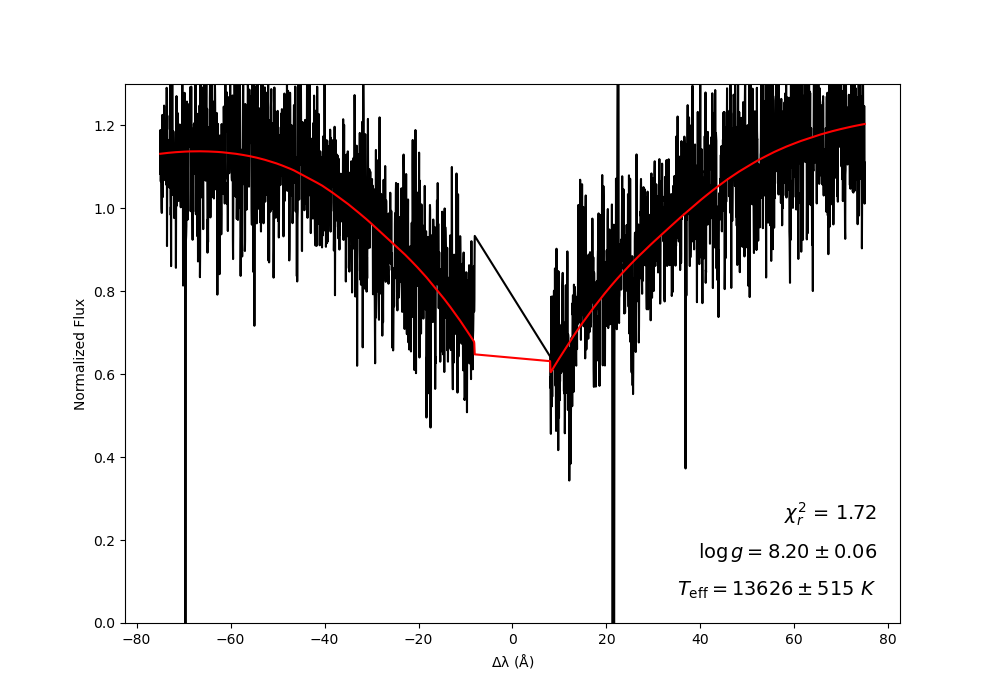 1.2
1.0
0.8
0.6
0.4
0.2
0.0
Normalized Flux
χ²ᵣ = 1.72
log g = 8.20 ± 0.06
T_eff = 13626 ± 515 K
−80 −60 −40 −20 0 20 40 60 80
Δλ (Å)